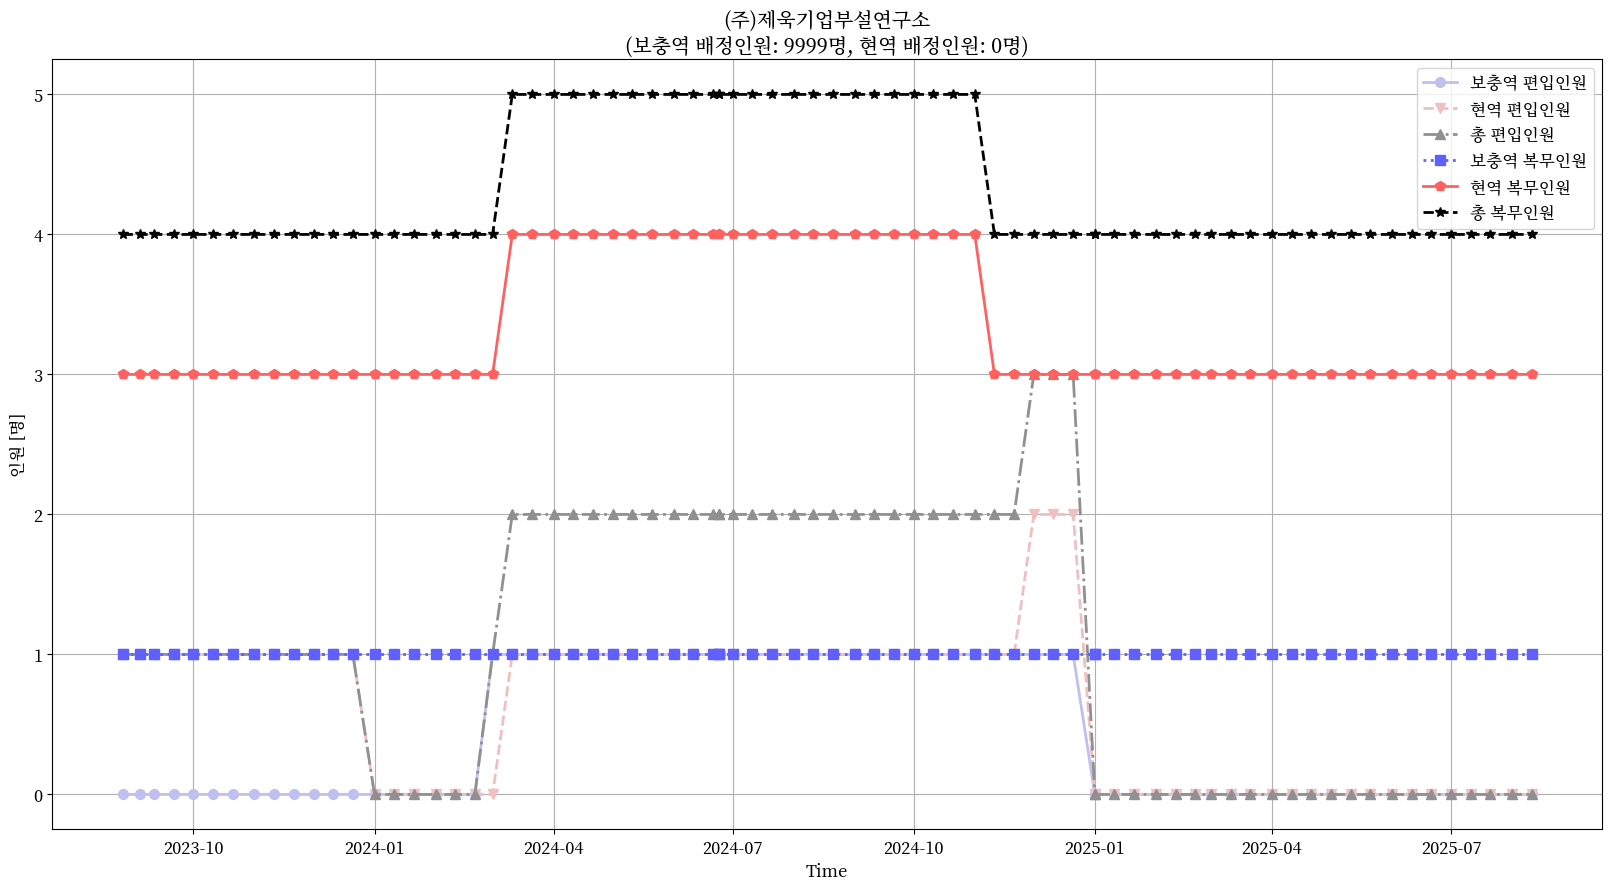 (주)제욱기업부설연구소
(보충역 배정인원: 9999명, 현역 배정인원: 0명)
보충역 편입인원
현역 편입인원
총 편입인원
보충역 복무인원
현역 복무인원
총 복무인원
인원 [명]
5
4
3
2
1
0
2023-10
2024-01
2024-04
2024-07
2024-10
2025-01
2025-04
2025-07
Time